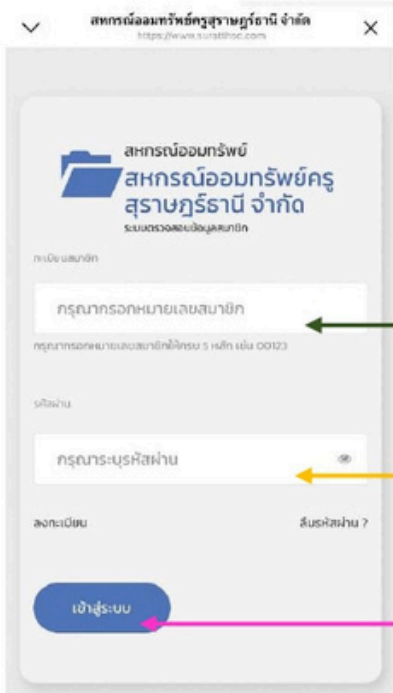 สหกรณ์ออมทรัพย์ครูสุราษฎร์ธานี จำกัด
https://www.suratthcc.com
สหกรณ์ออมทรัพย์
สหกรณ์ออมทรัพย์ครู
สุราษฎร์ธานี จำกัด
ระบบตรวจสอบข้อมูลสมาชิก
ทะเบียนสมาชิก
กรุณากรอกหมายเลขสมาชิก
กรุณากรอกหมายเลขสมาชิกให้ครบ 5 หลัก เช่น 00123
รหัสผ่าน
กรุณาระบุรหัสผ่าน
ลงทะเบียน ลืมรหัสผ่าน ?
เข้าสู่ระบบ